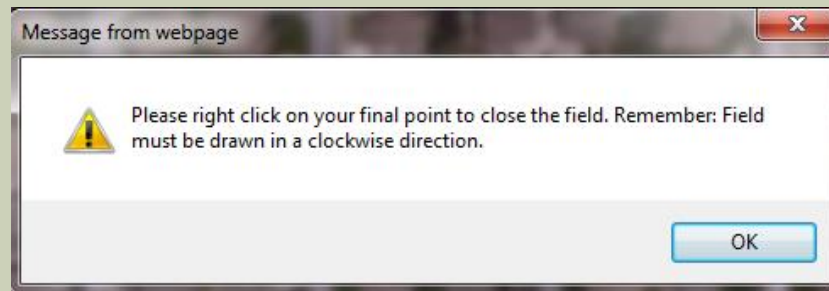 Message from webpage
Please right click on your final point to close the field. Remember: Field
must be drawn in a clockwise direction.
OK